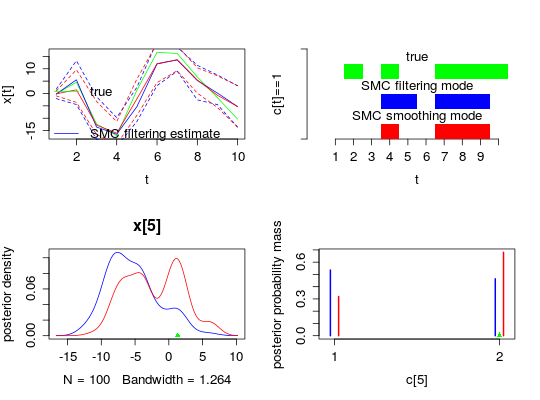 x[t]
10
0
-15
true
SMC filtering estimate
2 4 6 8 10
t
c[t]==1
true
SMC filtering mode
SMC smoothing mode
1 2 3 4 5 6 7 8 9
t
x[5]
posterior density
0.06
0.00
-15 -10 -5 0 5 10
N = 100 Bandwidth = 1.264
posterior probability mass
0.6
0.3
0.0
1 2
c[5]